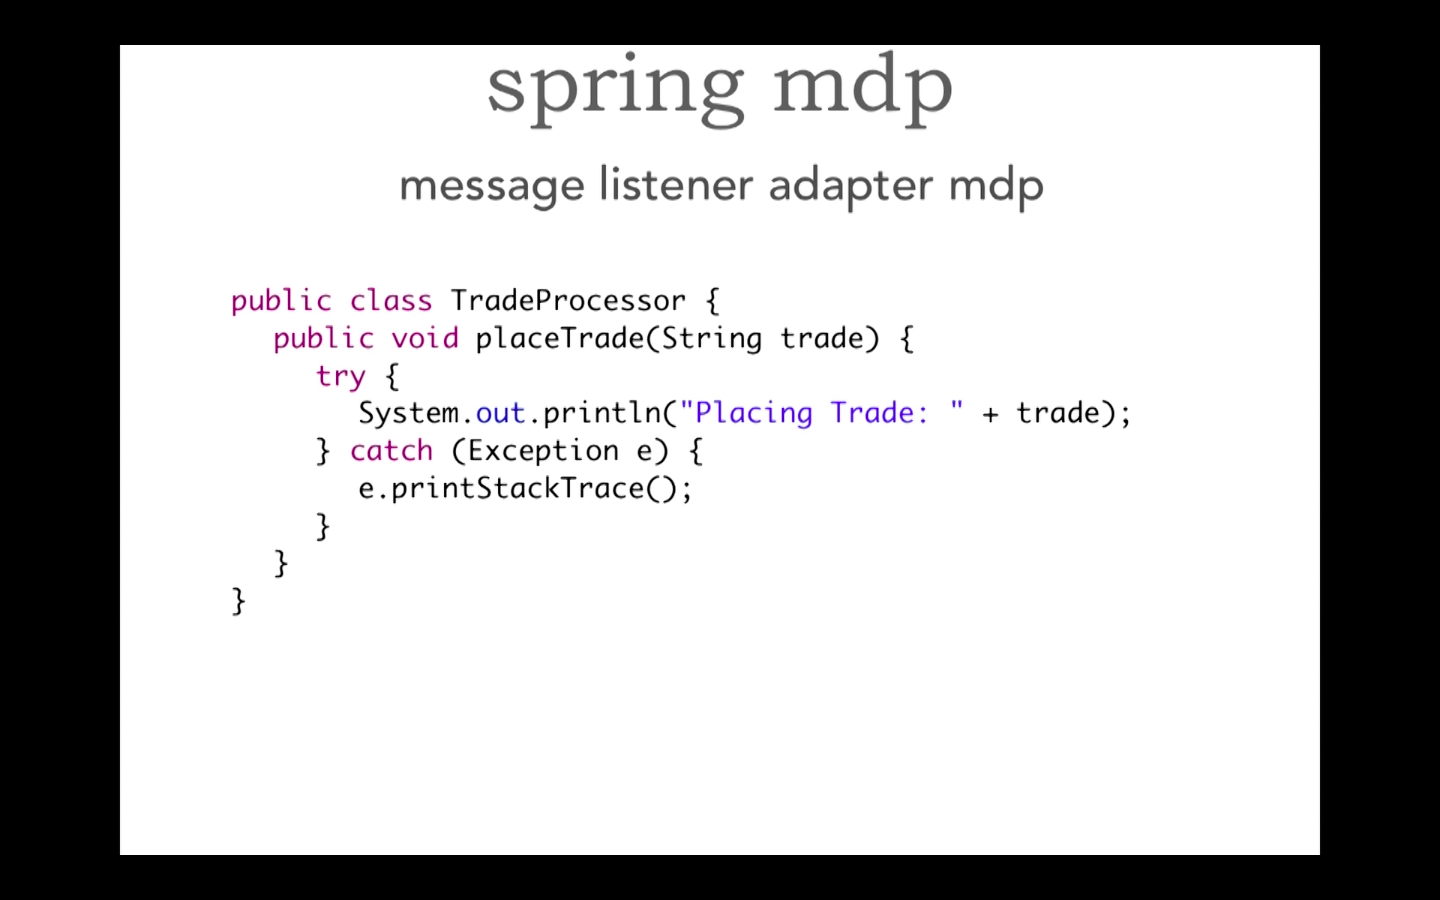 spring mdp
message listener adapter mdp
public class TradeProcessor {
public void placeTrade(String trade) {
try {
System.out.println("Placing Trade: " + trade);
} catch (Exception e) {
e.printStackTrace();
}
}
}